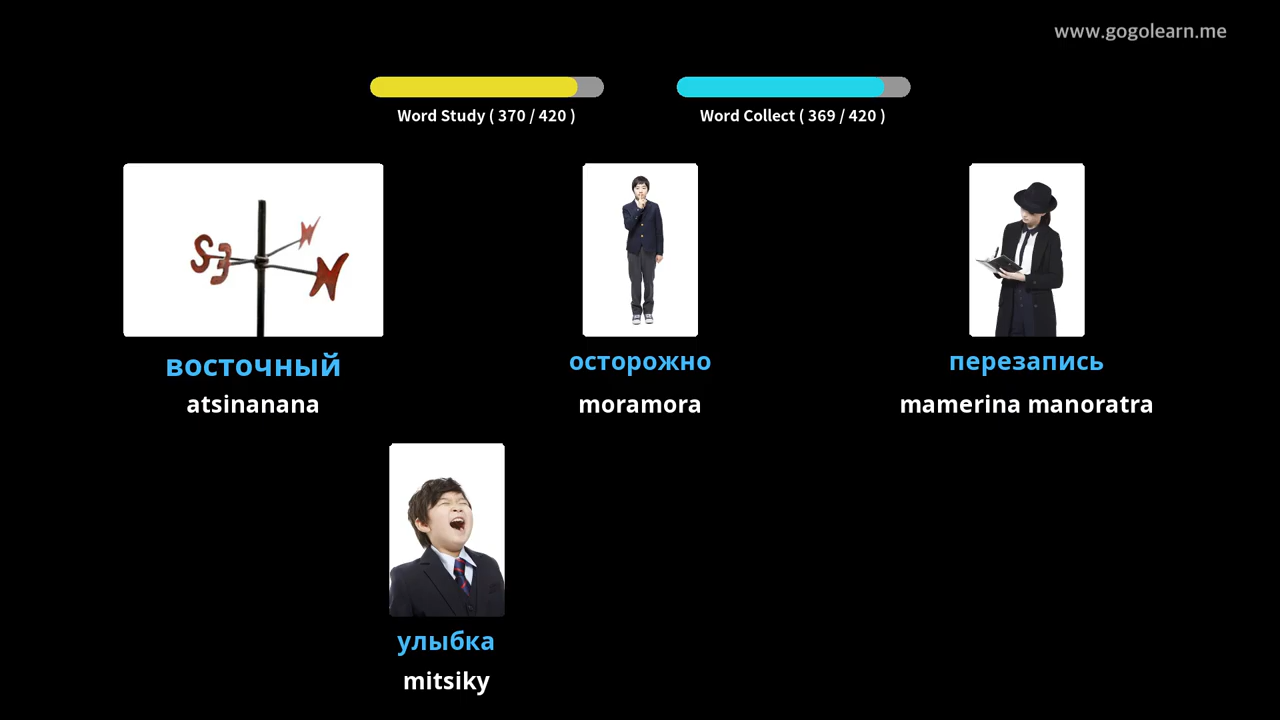 www.gogolearn.me
Word Study ( 370 / 420 )
Word Collect ( 369 / 420 )
S
E
W
N
восточный
осторожно
перезапись
atsinanana
moramora
mamerina manoratra
улыбка
mitsiky